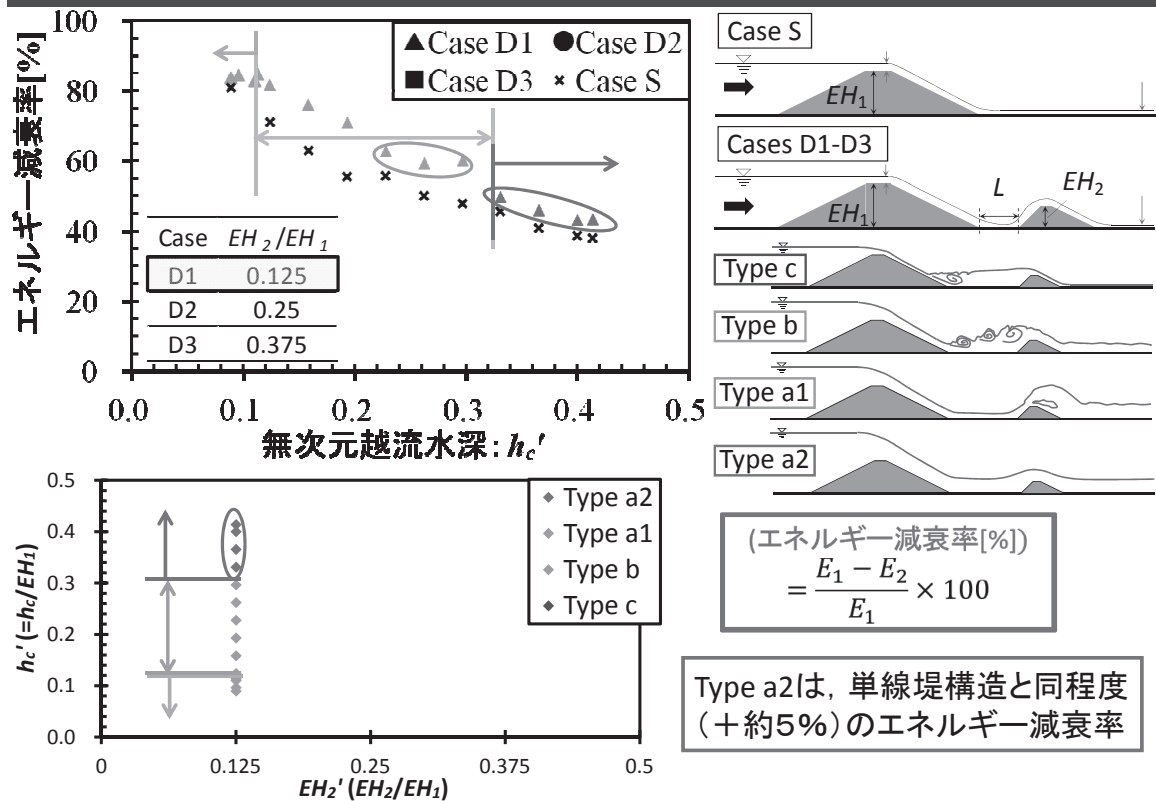 エネルギー減衰率[%]
100
80
60
40
20
0
▲Case D1 ●Case D2
■Case D3 × Case S
Case EH₂/EH₁
D1 0.125
D2 0.25
D3 0.375
0.0 0.1 0.2 0.3 0.4 0.5
無次元越流水深: hc'
Case S
EH₁
Cases D1-D3
EH₁
L
EH₂
Type c
Type b
Type a1
Type a2
(エネルギー減衰率[%])
= (E₁ − E₂)/E₁ × 100
Type a2は，単線堤構造と同程度
（＋約5%）のエネルギー減衰率
hc' (=hc/EH₁)
0.5
0.4
0.3
0.2
0.1
0.0
◆ Type a2
◆ Type a1
◆ Type b
◆ Type c
0 0.125 0.25 0.375 0.5
EH₂' (EH₂/EH₁)